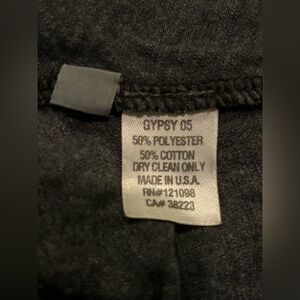 GYPSY 05
50% POLYESTER
50% COTTON
DRY CLEAN ONLY
MADE IN U.S.A.
RN#121098
CA# 38223